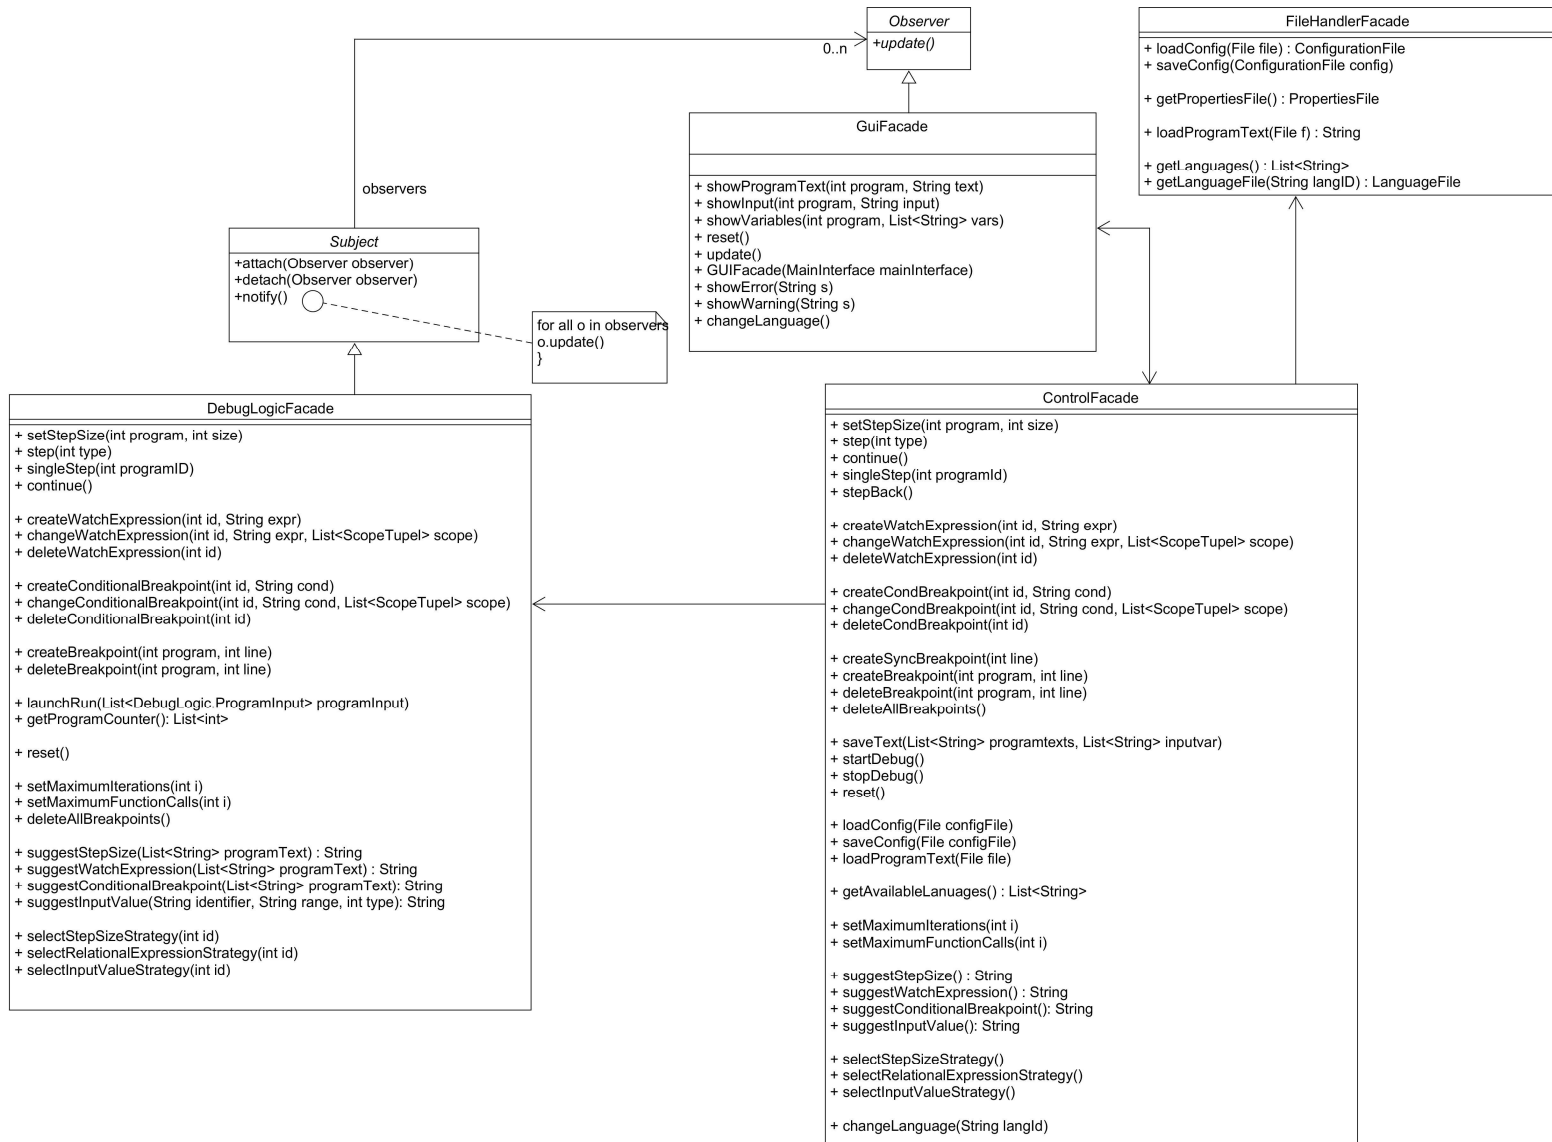 Observer
+update()
0..n
observers
FileHandlerFacade
+ loadConfig(File file) : ConfigurationFile
+ saveConfig(ConfigurationFile config)
+ getPropertiesFile() : PropertiesFile
+ loadProgramText(File f) : String
+ getLanguages() : List<String>
+ getLanguageFile(String langID) : LanguageFile
GuiFacade
+ showProgramText(int program, String text)
+ showInput(int program, String input)
+ showVariables(int program, List<String> vars)
+ reset()
+ update()
+ GUIFacade(MainInterface mainInterface)
+ showError(String s)
+ showWarning(String s)
+ changeLanguage()
Subject
+attach(Observer observer)
+detach(Observer observer)
+notify()
for all o in observers
o.update()
}
DebugLogicFacade
+ setStepSize(int program, int size)
+ step(int type)
+ singleStep(int programID)
+ continue()
+ createWatchExpression(int id, String expr)
+ changeWatchExpression(int id, String expr, List<ScopeTupel> scope)
+ deleteWatchExpression(int id)
+ createConditionalBreakpoint(int id, String cond)
+ changeConditionalBreakpoint(int id, String cond, List<ScopeTupel> scope)
+ deleteConditionalBreakpoint(int id)
+ createBreakpoint(int program, int line)
+ deleteBreakpoint(int program, int line)
+ launchRun(List<DebugLogic.ProgramInput> programInput)
+ getProgramCounter(): List<int>
+ reset()
+ setMaximumIterations(int i)
+ setMaximumFunctionCalls(int i)
+ deleteAllBreakpoints()
+ suggestStepSize(List<String> programText) : String
+ suggestWatchExpression(List<String> programText) : String
+ suggestConditionalBreakpoint(List<String> programText): String
+ suggestInputValue(String identifier, String range, int type): String
+ selectStepSizeStrategy(int id)
+ selectRelationalExpressionStrategy(int id)
+ selectInputValueStrategy(int id)
ControlFacade
+ setStepSize(int program, int size)
+ step(int type)
+ continue()
+ singleStep(int programId)
+ stepBack()
+ createWatchExpression(int id, String expr)
+ changeWatchExpression(int id, String expr, List<ScopeTupel> scope)
+ deleteWatchExpression(int id)
+ createCondBreakpoint(int id, String cond)
+ changeCondBreakpoint(int id, String cond, List<ScopeTupel> scope)
+ deleteCondBreakpoint(int id)
+ createSyncBreakpoint(int line)
+ createBreakpoint(int program, int line)
+ deleteBreakpoint(int program, int line)
+ deleteAllBreakpoints()
+ saveText(List<String> programtexts, List<String> inputvar)
+ startDebug()
+ stopDebug()
+ reset()
+ loadConfig(File configFile)
+ saveConfig(File configFile)
+ loadProgramText(File file)
+ getAvailableLanuages() : List<String>
+ setMaximumIterations(int i)
+ setMaximumFunctionCalls(int i)
+ suggestStepSize() : String
+ suggestWatchExpression() : String
+ suggestConditionalBreakpoint(): String
+ suggestInputValue(): String
+ selectStepSizeStrategy()
+ selectRelationalExpressionStrategy()
+ selectInputValueStrategy()
+ changeLanguage(String langId)